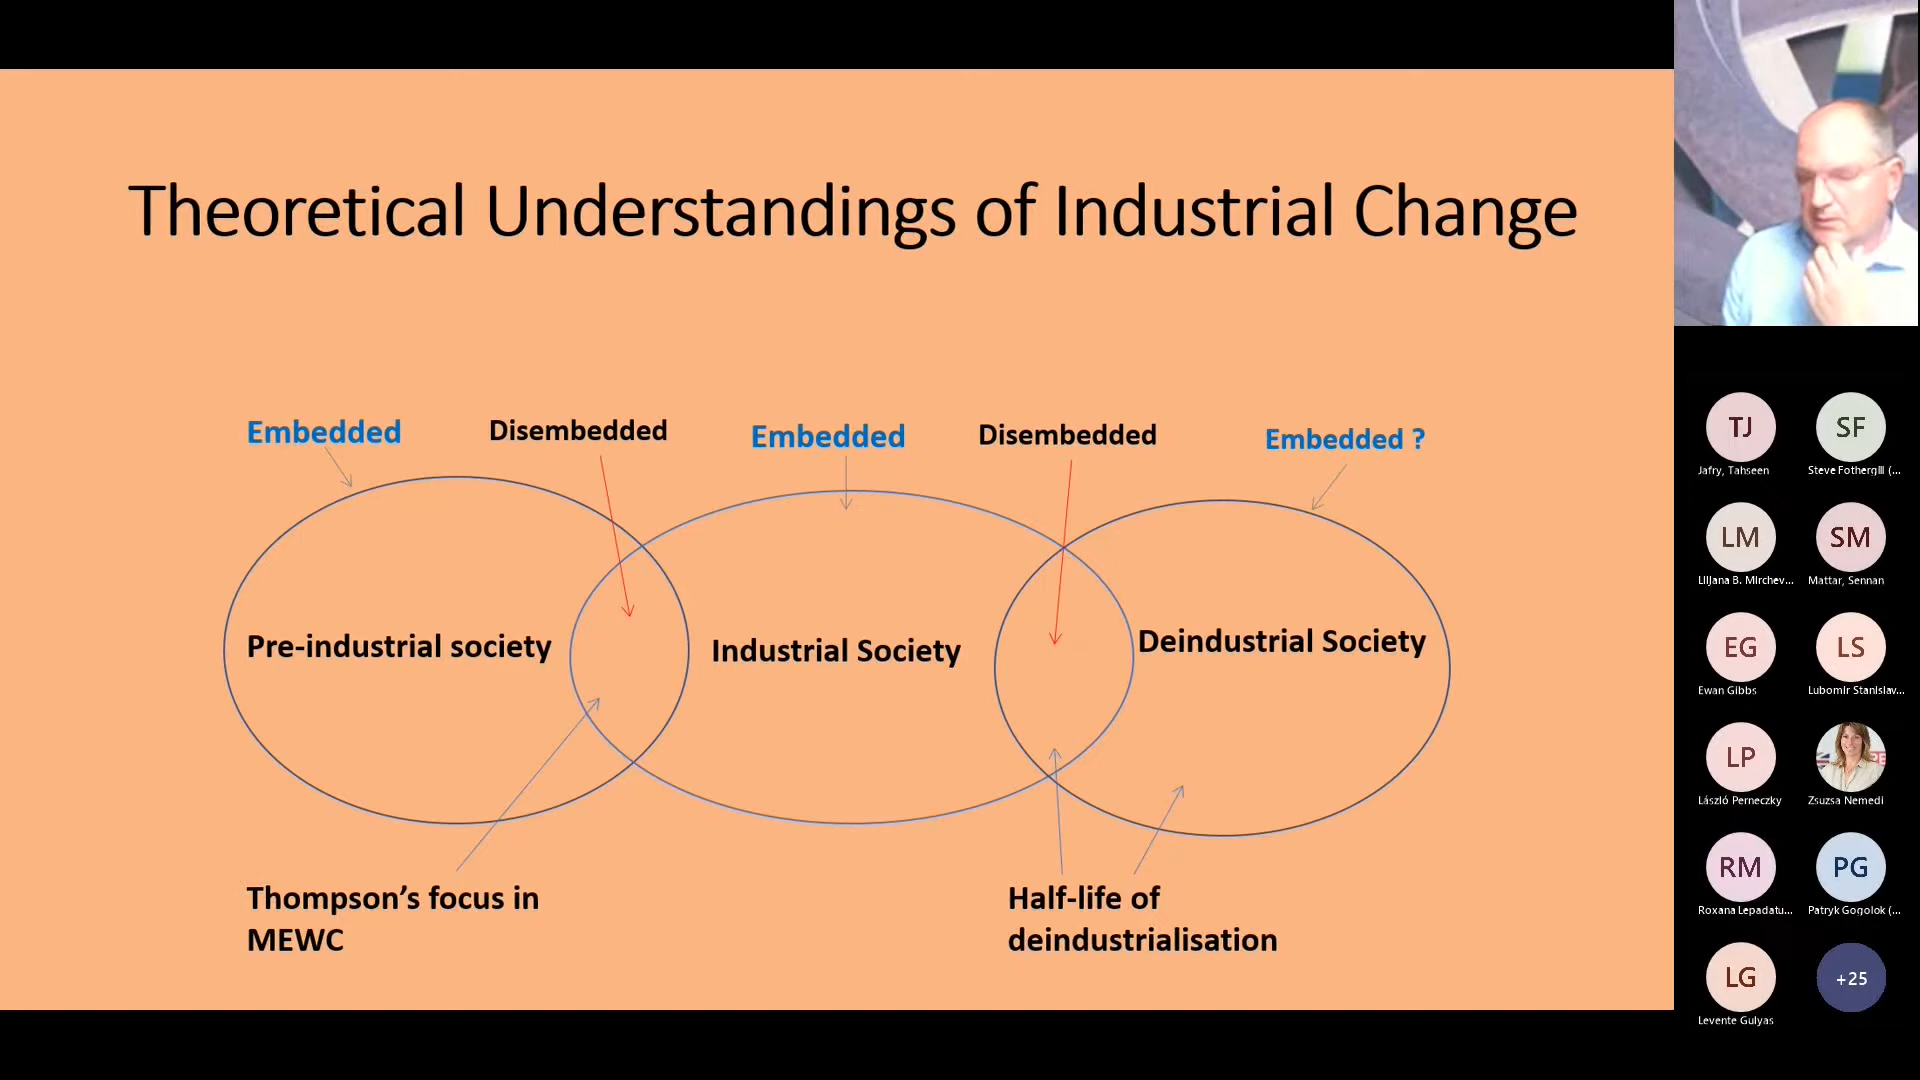 Theoretical Understandings of Industrial Change
Embedded
Disembedded
Embedded
Disembedded
Embedded ?
Pre-industrial society
Industrial Society
Deindustrial Society
Thompson’s focus in
MEWC
Half-life of
deindustrialisation
TJ
Jafry, Tahseen
SF
Steve Fothergill (...
LM
Liljana B. Mirchev...
SM
Mattar, Sennan
EG
Ewan Gibbs
LS
Lubomir Stanislav...
LP
László Perneczky
Zsuzsa Nemedi
RM
Roxana Lepadatu...
PG
Patryk Gogolok (...
LG
Levente Gulyas
+25